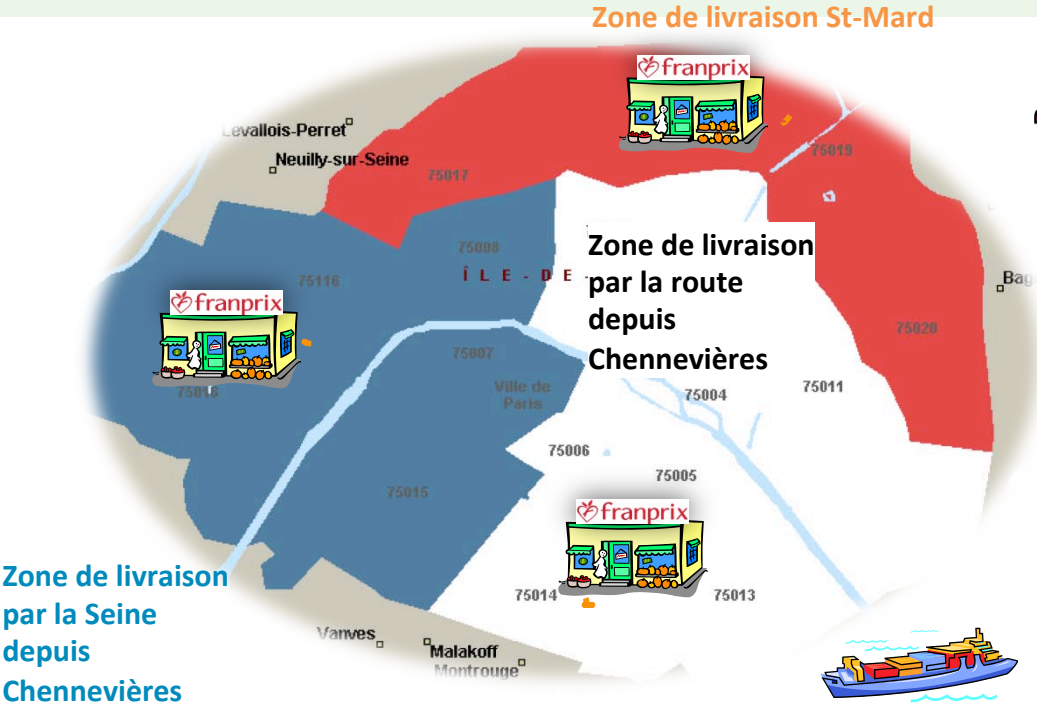 Zone de livraison St-Mard
franprix
Levallois-Perret
Neuilly-sur-Seine
75017
75019
75008
Zone de livraison
par la route
depuis
Chennevières
ÎLE-DE-
75116
Bag
franprix
75020
75007
Ville de
Paris
75016
75004
75011
75006
75005
75015
franprix
75014
75013
Zone de livraison
par la Seine
depuis
Chennevières
Vanves
Malakoff
Montrouge